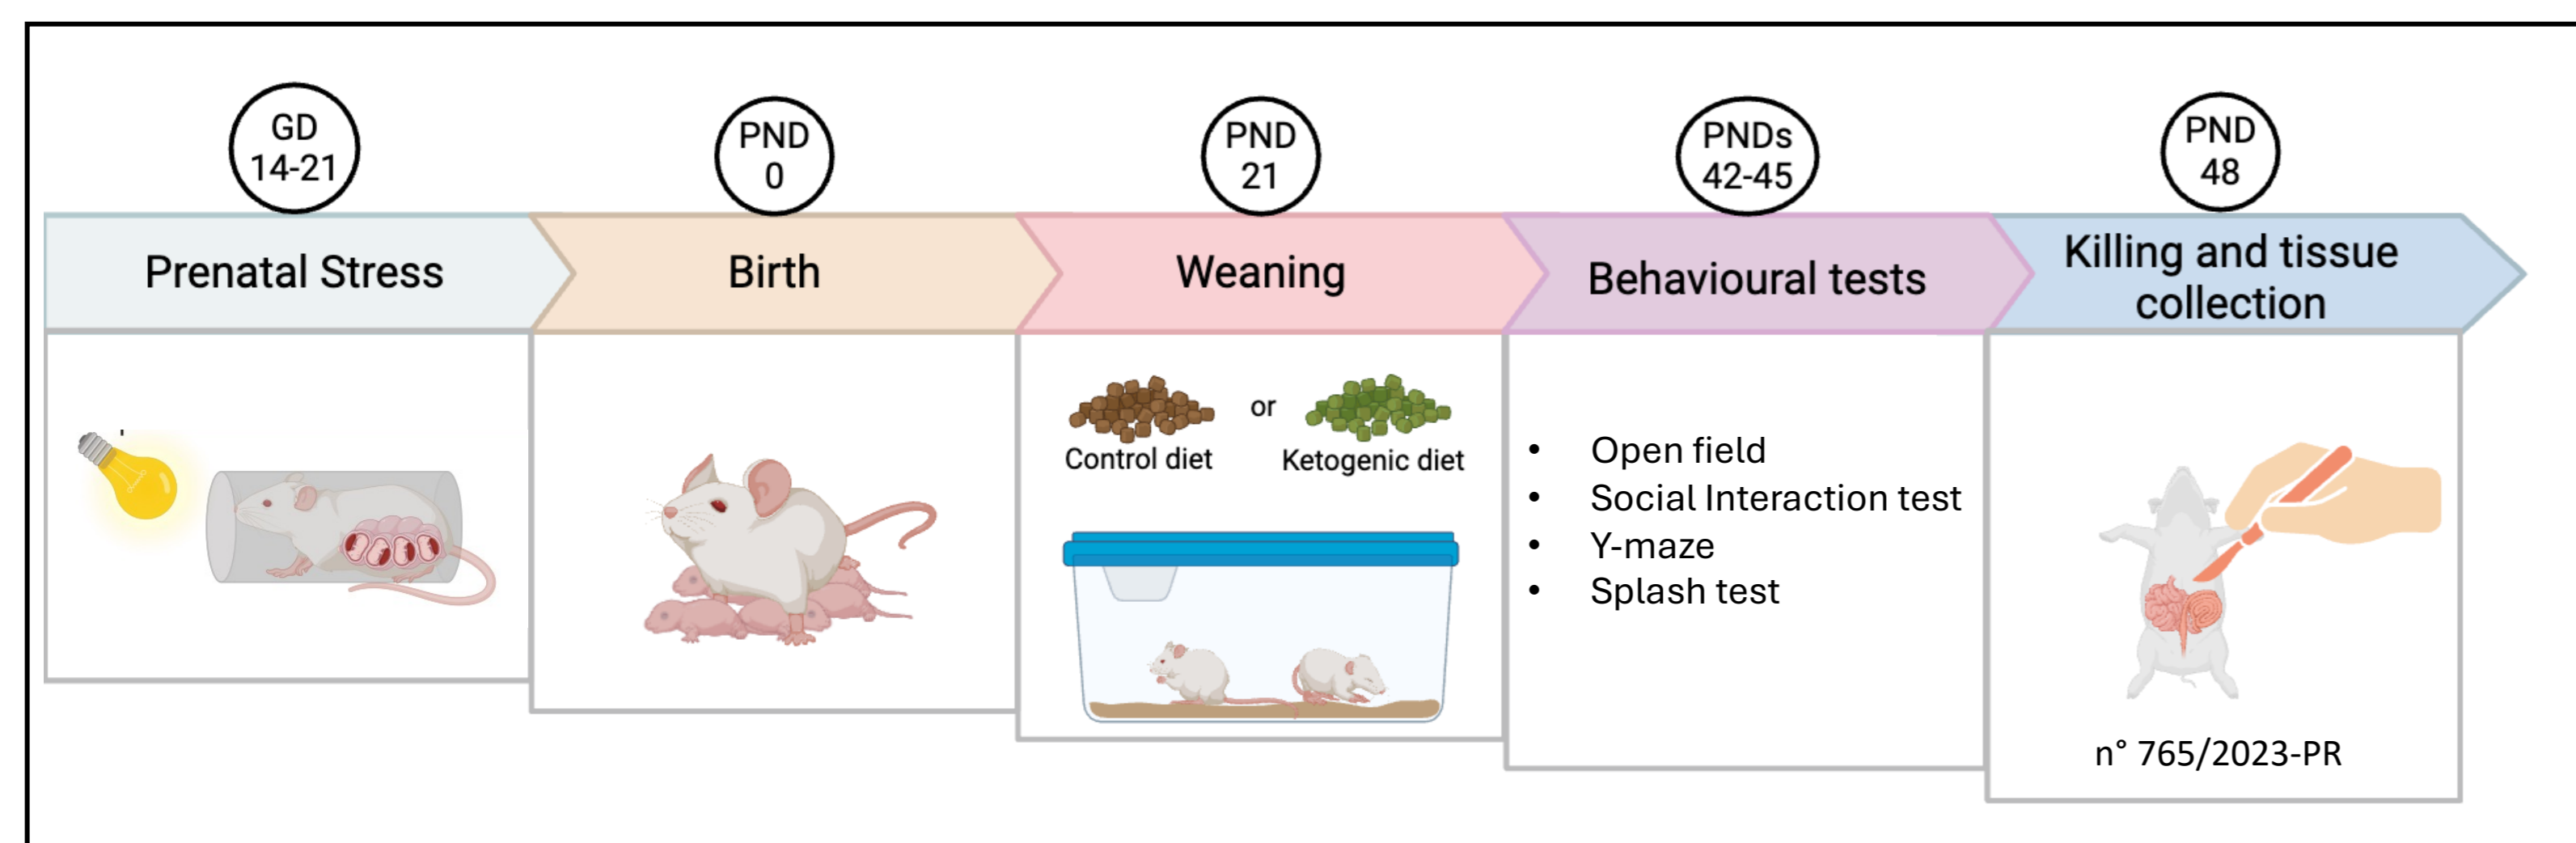 GD
14-21
PND
0
PND
21
PNDs
42-45
PND
48
Prenatal Stress
Birth
Weaning
Behavioural tests
Killing and tissue
collection
Control diet
or
Ketogenic diet
• Open field
• Social Interaction test
• Y-maze
• Splash test
n° 765/2023-PR